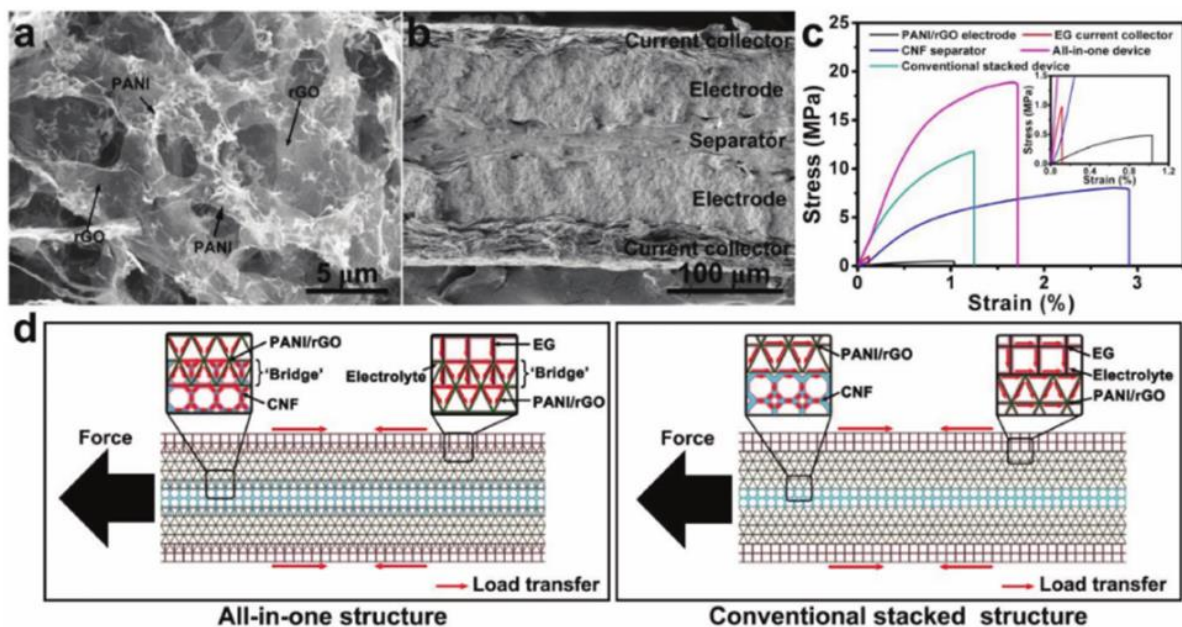 a
PANI
rGO
rGO
PANI
5 μm
b
Current collector
Electrode
Separator
Electrode
Current collector
100 μm
c
PANI/rGO electrode
EG current collector
CNF separator
All-in-one device
Conventional stacked device
Stress (MPa)
25
20
15
10
5
0
0
1
2
3
Strain (%)
Stress (MPa)
1.5
1.0
0.5
0.0
0.0
0.4
0.8
1.2
Strain (%)
d
PANI/rGO
'Bridge'
CNF
EG
Electrolyte
'Bridge'
PANI/rGO
Force
Load transfer
All-in-one structure
PANI/rGO
CNF
EG
Electrolyte
PANI/rGO
Force
Load transfer
Conventional stacked structure